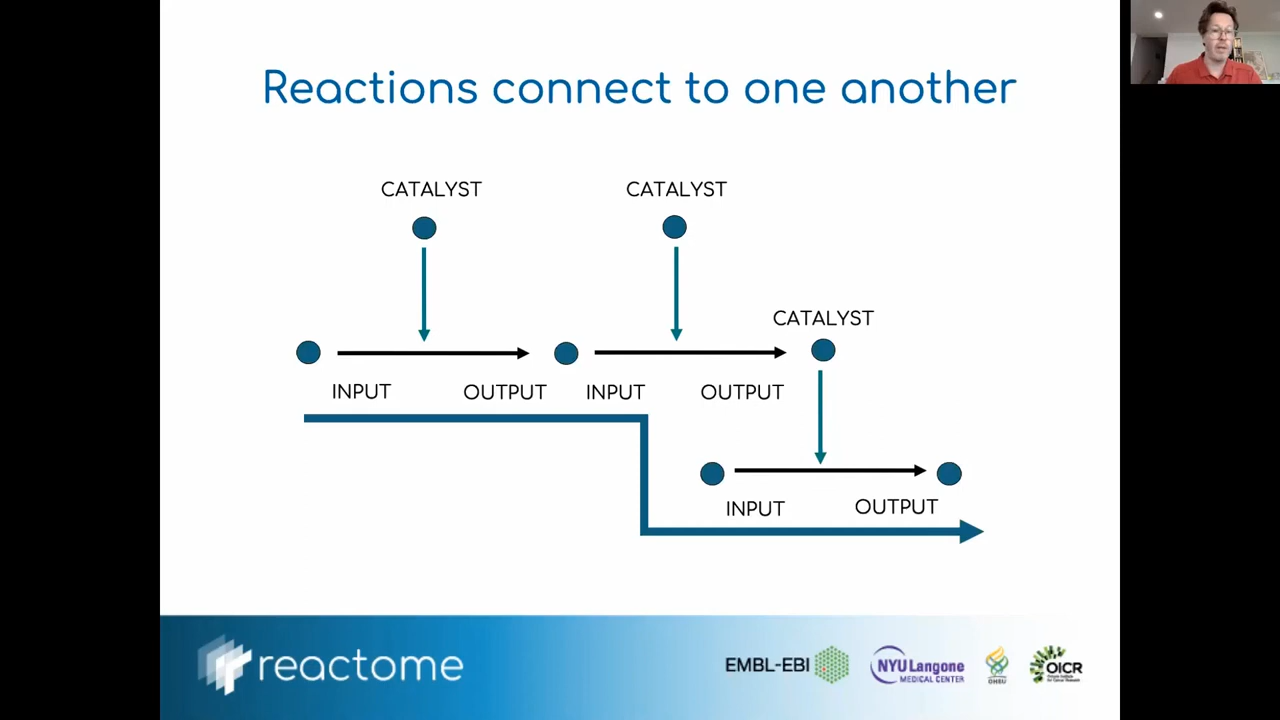 Reactions connect to one another
CATALYST
CATALYST
CATALYST
INPUT
OUTPUT
INPUT
OUTPUT
INPUT
OUTPUT
reactome
EMBL-EBI
NYU Langone
MEDICAL CENTER
OHSU
OICR